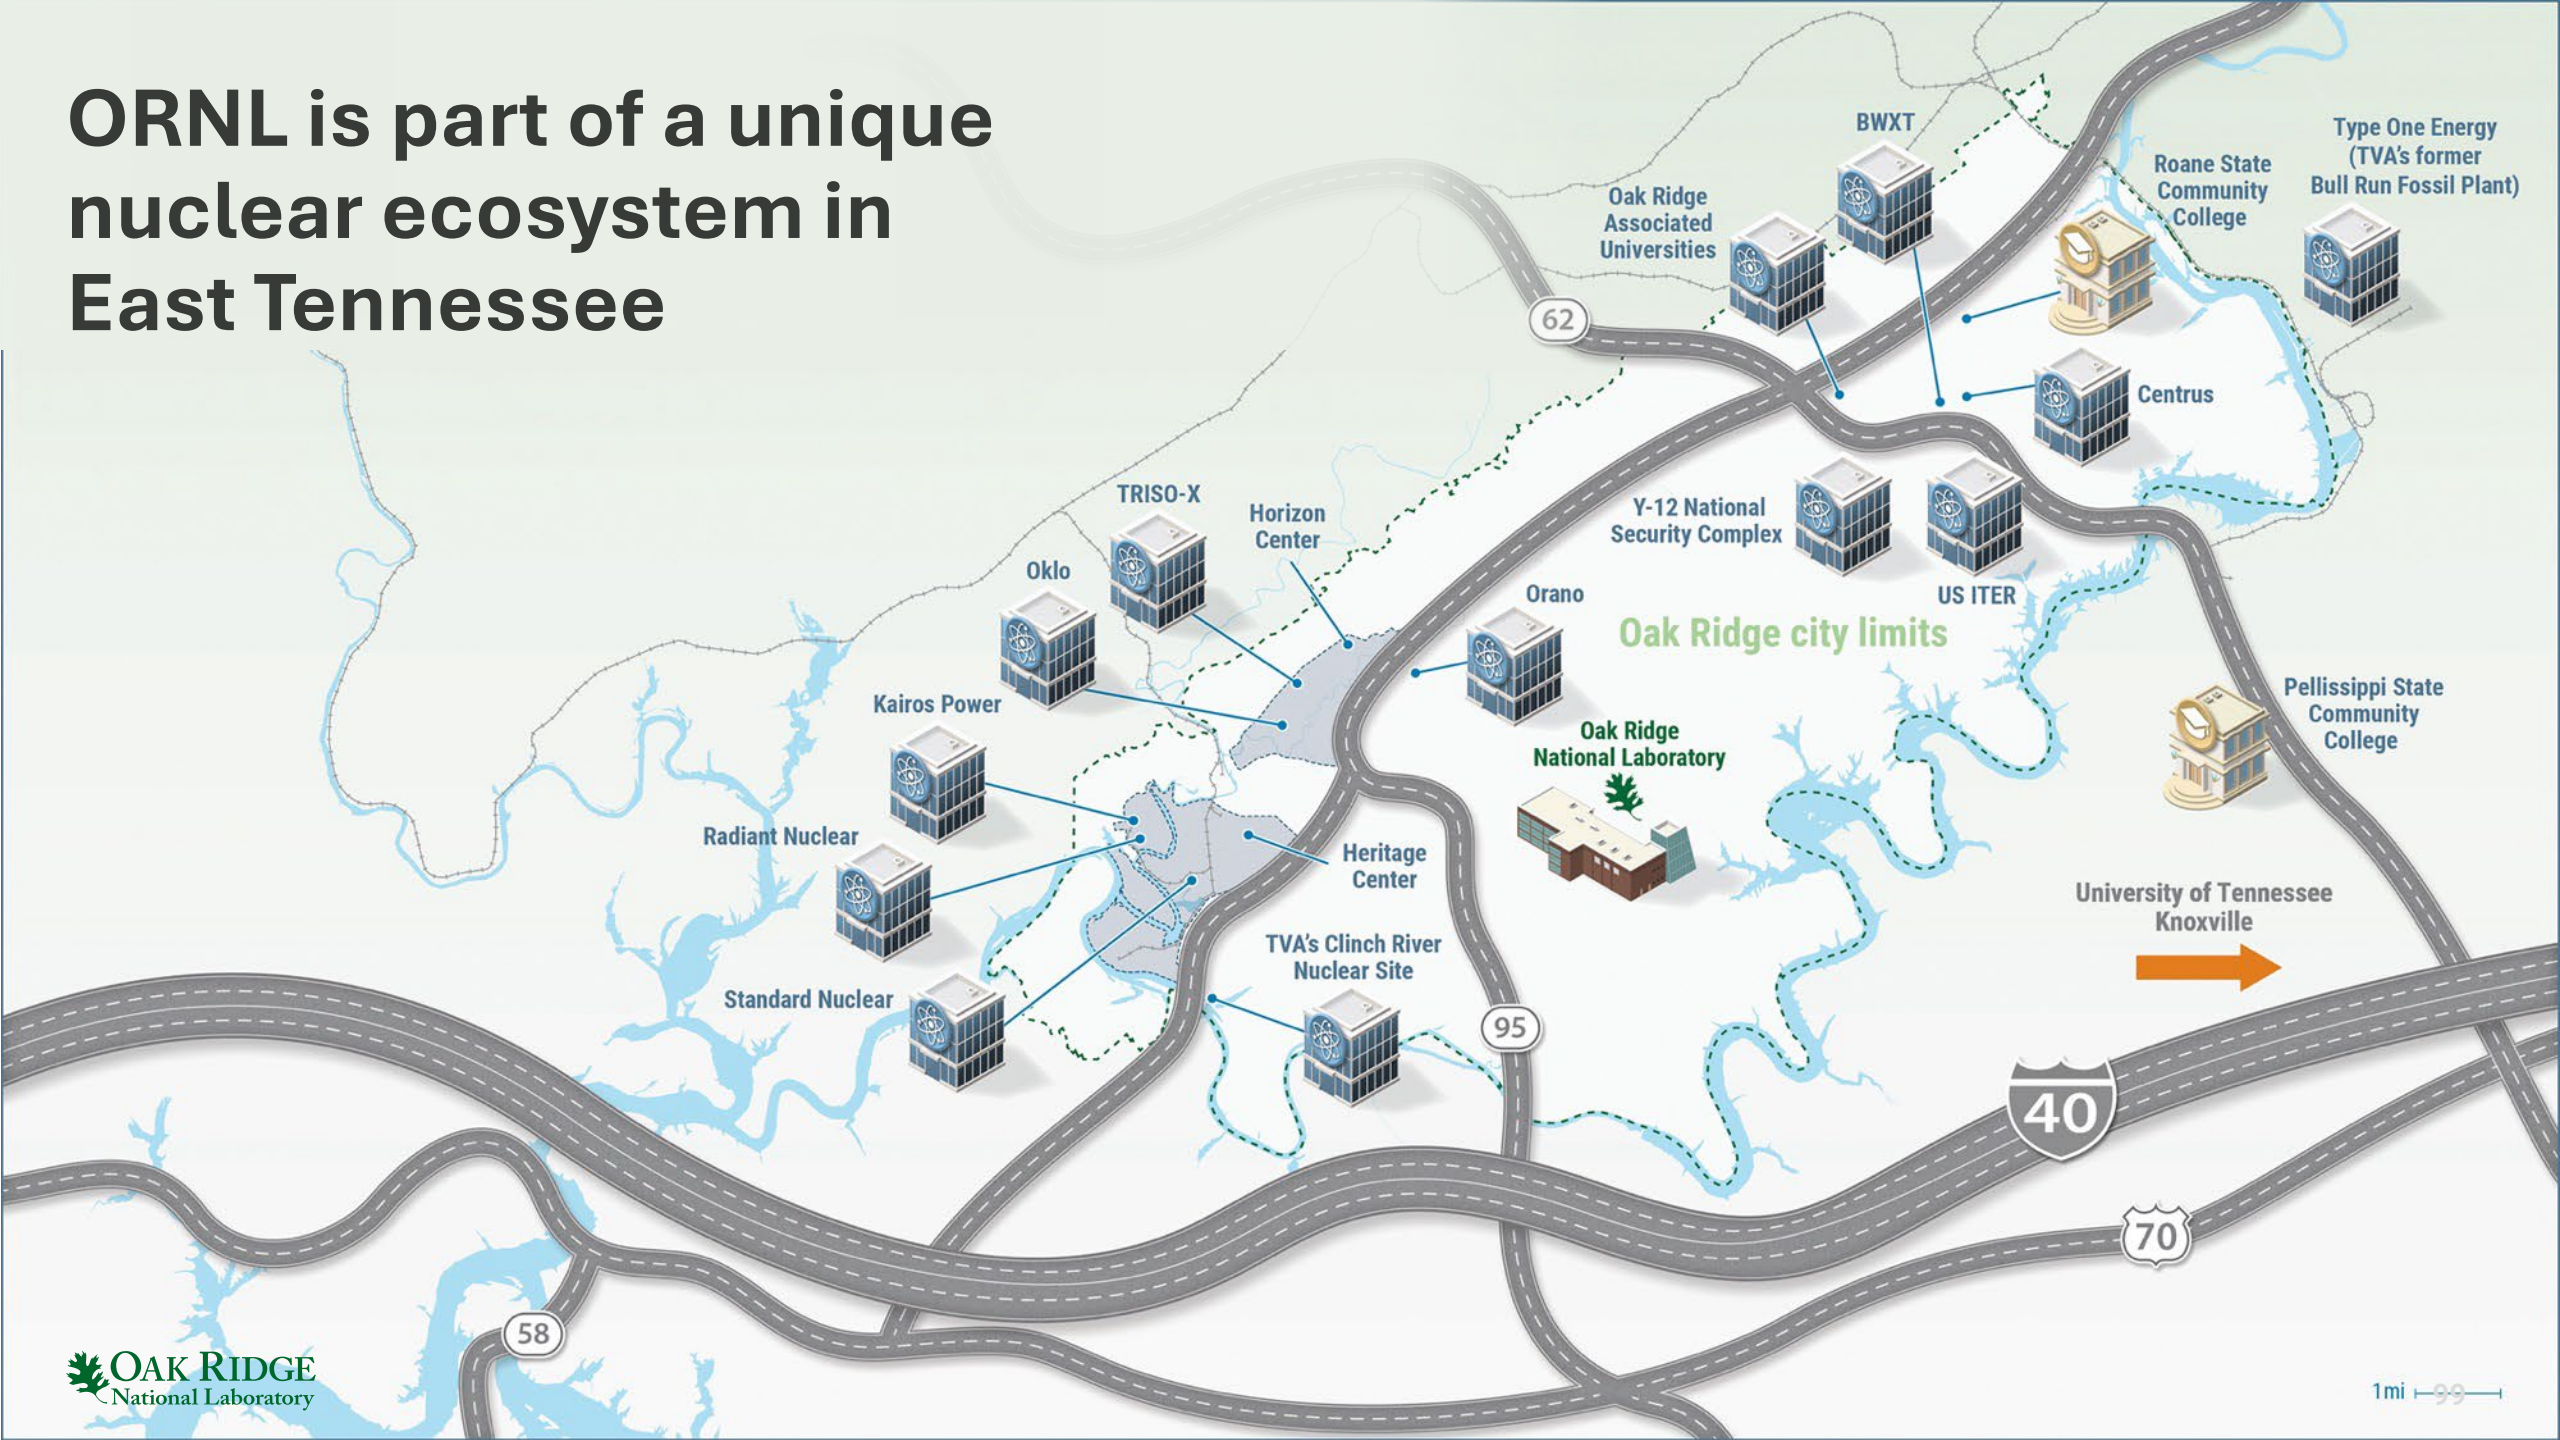 ORNL is part of a unique
nuclear ecosystem in
East Tennessee
BWXT
Type One Energy
(TVA's former
Bull Run Fossil Plant)
Roane State
Community
College
Oak Ridge
Associated
Universities
62
Centrus
TRISO-X
Horizon
Center
Y-12 National
Security Complex
US ITER
Oklo
Orano
Oak Ridge city limits
Kairos Power
Oak Ridge
National Laboratory
Pellissippi State
Community
College
Radiant Nuclear
Heritage
Center
University of Tennessee
Knoxville
TVA's Clinch River
Nuclear Site
Standard Nuclear
95
40
70
58
OAK RIDGE
National Laboratory
1mi
99